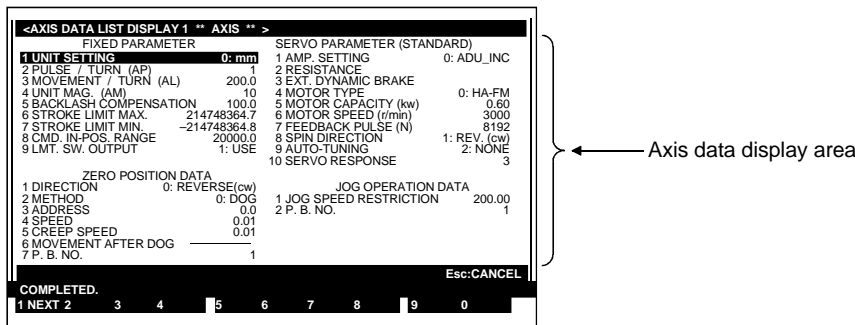 <AXIS DATA LIST DISPLAY 1 ** AXIS ** >
FIXED PARAMETER
1 UNIT SETTING 0: mm
2 PULSE / TURN (AP) 1
3 MOVEMENT / TURN (AL) 200.0
4 UNIT MAG. (AM) 10
5 BACKLASH COMPENSATION 100.0
6 STROKE LIMIT MAX. 214748364.7
7 STROKE LIMIT MIN. –214748364.8
8 CMD. IN-POS. RANGE 20000.0
9 LMT. SW. OUTPUT 1: USE
SERVO PARAMETER (STANDARD)
1 AMP. SETTING 0: ADU_INC
2 RESISTANCE
3 EXT. DYNAMIC BRAKE
4 MOTOR TYPE 0: HA-FM
5 MOTOR CAPACITY (kw) 0.60
6 MOTOR SPEED (r/min) 3000
7 FEEDBACK PULSE (N) 8192
8 SPIN DIRECTION 1: REV. (cw)
9 AUTO-TUNING 2: NONE
10 SERVO RESPONSE 3
ZERO POSITION DATA
1 DIRECTION 0: REVERSE(cw)
2 METHOD 0: DOG
3 ADDRESS 0.0
4 SPEED 0.01
5 CREEP SPEED 0.01
6 MOVEMENT AFTER DOG
7 P. B. NO. 1
JOG OPERATION DATA
1 JOG SPEED RESTRICTION 200.00
2 P. B. NO. 1
Esc:CANCEL
COMPLETED.
1 NEXT 2 3 4 5 6 7 8 9 0
Axis data display area